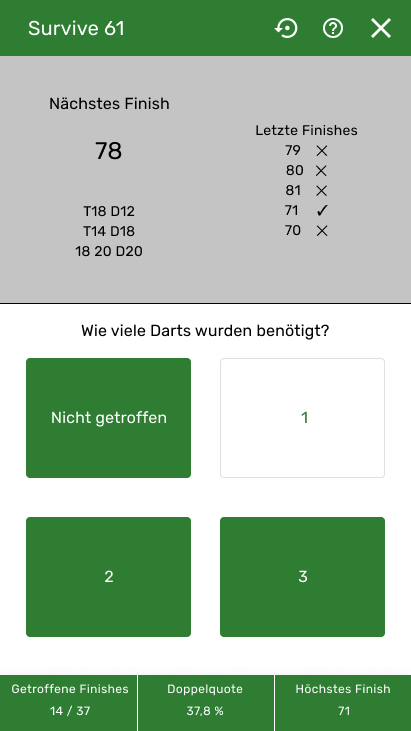 Survive 61
Nächstes Finish
78
T18 D12
T14 D18
18 20 D20
Letzte Finishes
79 ✕
80 ✕
81 ✕
71 ✓
70 ✕
Wie viele Darts wurden benötigt?
Nicht getroffen
1
2
3
Getroffene Finishes
14 / 37
Doppelquote
37,8 %
Höchstes Finish
71